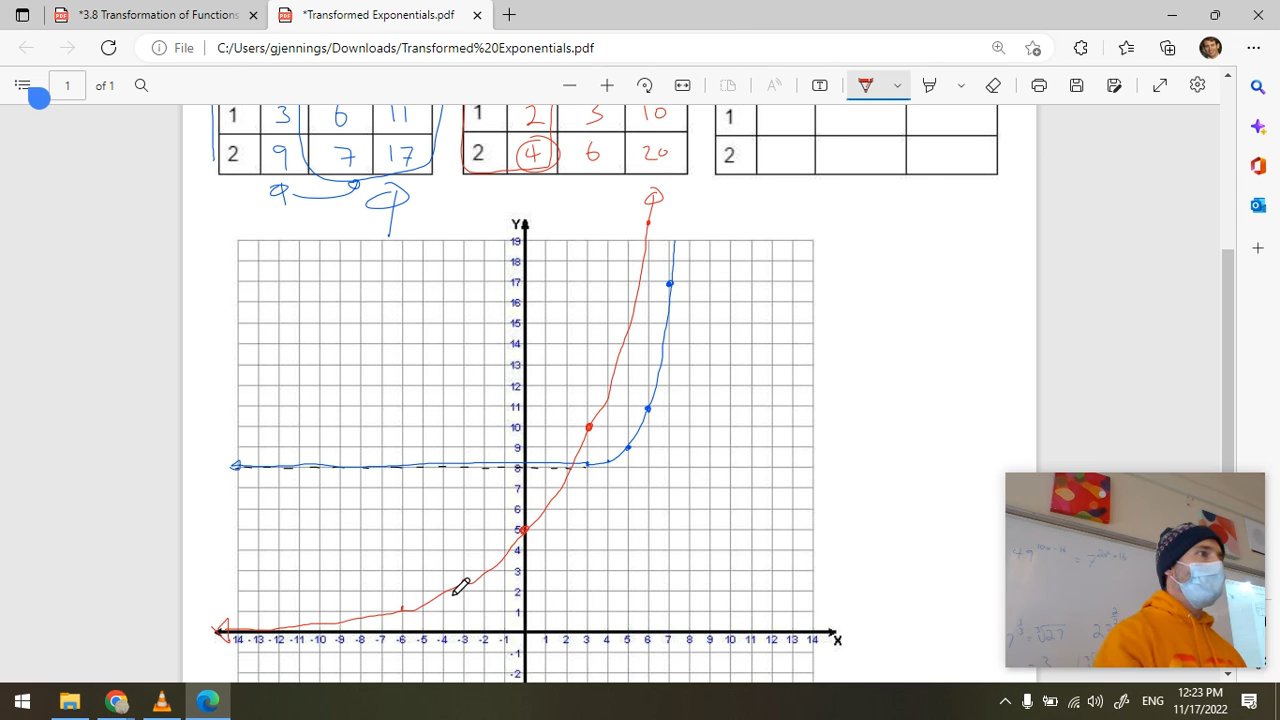 *3.8 Transformation of Functions
*Transformed Exponentials.pdf
File
C:/Users/gjennings/Downloads/Transformed%20Exponentials.pdf
1 of 1
1 3 6 11
2 9 7 17
1 2 3 10
2 4 6 20
1
2
Y
19
18
17
16
15
14
13
12
11
10
9
8
7
6
5
4
3
2
1
14 -12 -11 -10 -9 -8 -7 -6 -5 -4 -3 -2 -1 1 2 3 4 5 6 7 8 9 10 11 12 13 14 X
-1
-2
ENG
12:23 PM
11/17/2022